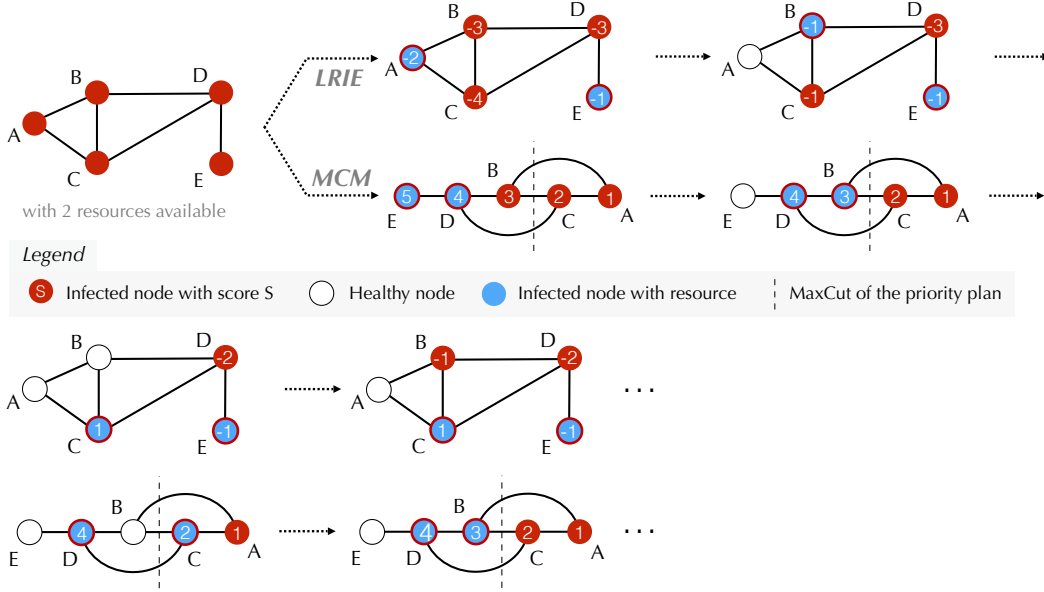 B D
-3 -3
-2
A
LRIE
-4 -1
C E
B D
-1 -3
A
-1 -1
C E
B D
A
C E
with 2 resources available
MCM
B
5 4 3 2 1
E D C A
B
4 3 2 1
E D C A
Legend
S Infected node with score S
Healthy node
Infected node with resource
MaxCut of the priority plan
B D
-2
A
1 -1
C E
B D
-1 -2
A
1 -1
C E
...
B
4 2 1
E D C A
B
4 3 2 1
E D C A
...